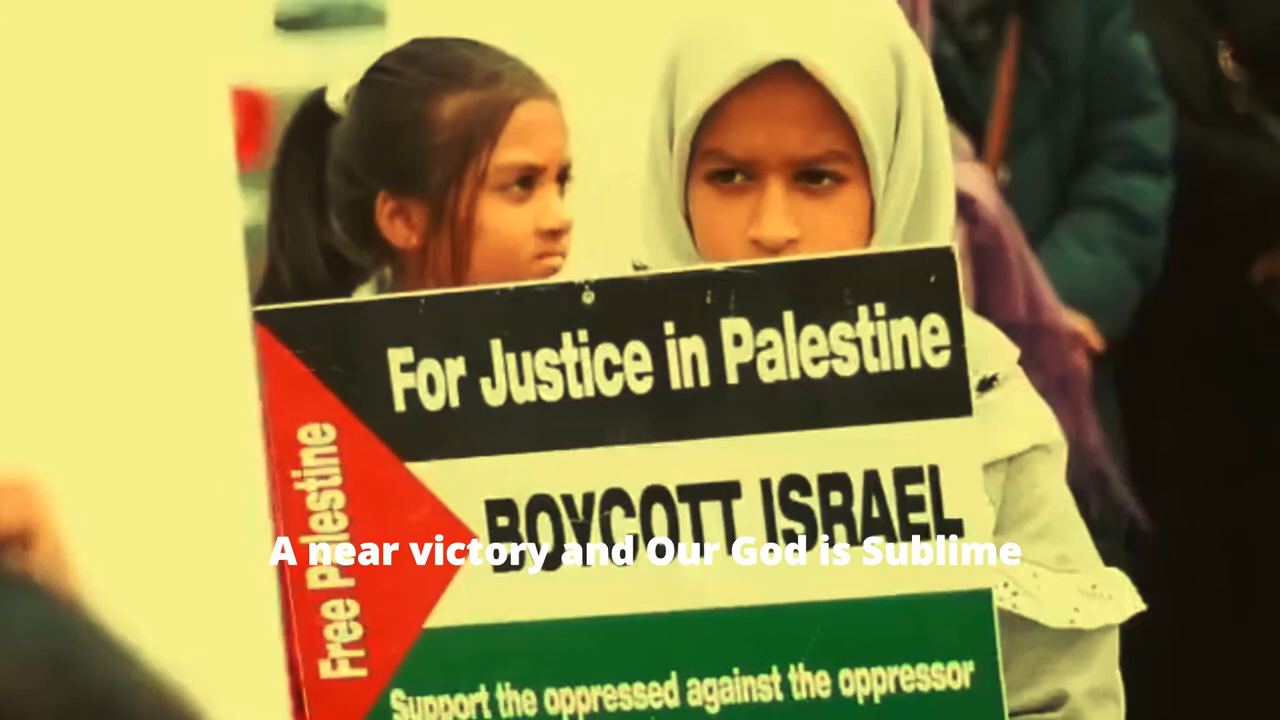 For Justice in Palestine
Free Palestine
BOYCOTT ISRAEL
A near victory and Our God is Sublime
Support the oppressed against the oppressor